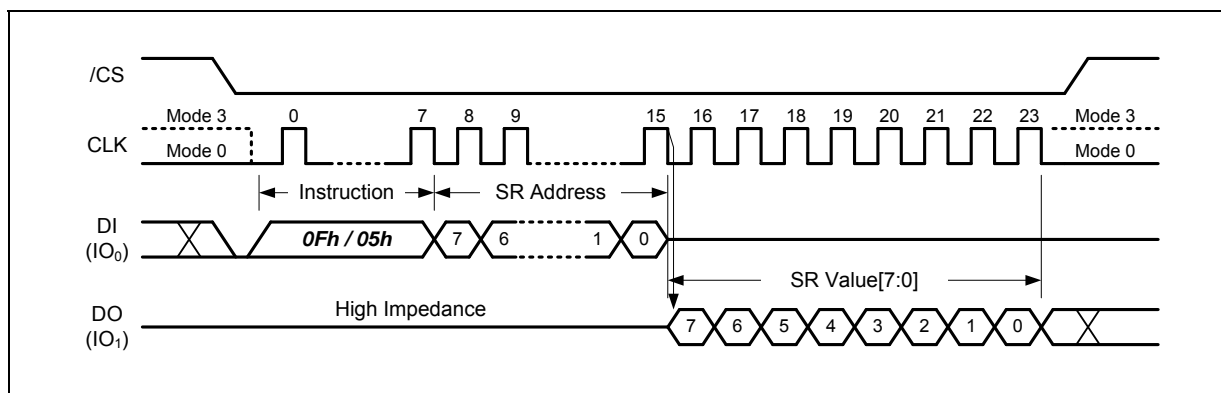 /CS
Mode 3 0 7 8 9 15 16 17 18 19 20 21 22 23 Mode 3
CLK
Mode 0 Mode 0
Instruction SR Address
DI
(IO₀)
0Fh / 05h 7 6 1 0
SR Value[7:0]
High Impedance
DO
(IO₁)
7 6 5 4 3 2 1 0